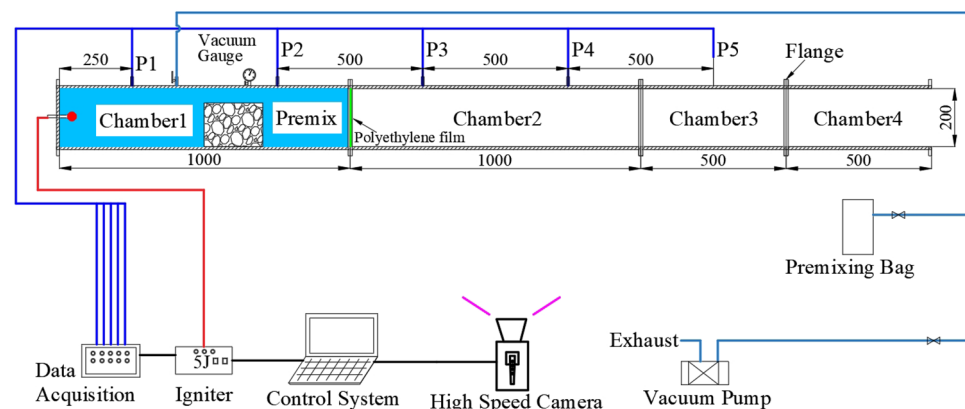 Vacuum
Gauge
250
P1
P2
500
P3
500
P4
500
P5
Flange
Chamber1
Premix
Polyethylene film
Chamber2
Chamber3
Chamber4
200
1000
1000
500
500
Premixing Bag
5J
Data
Acquisition
Igniter
Control System
High Speed Camera
Exhaust
Vacuum Pump